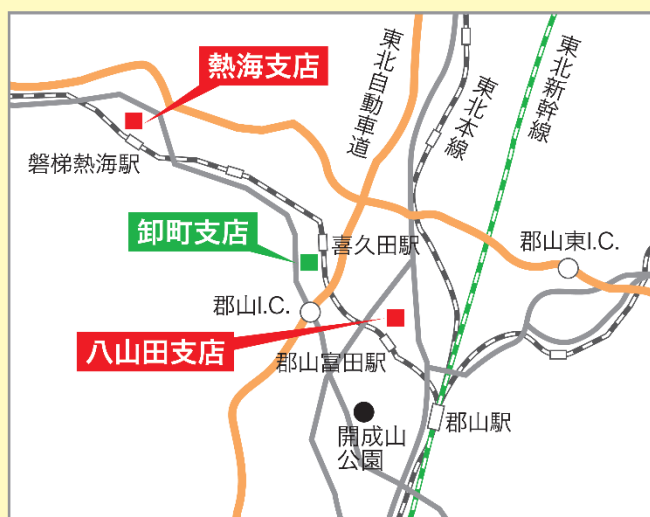 熱海支店
東北自動車道
東北本線
東北新幹線
磐梯熱海駅
卸町支店
喜久田駅
郡山東I.C.
郡山I.C.
八山田支店
郡山富田駅
開成山
公園
郡山駅